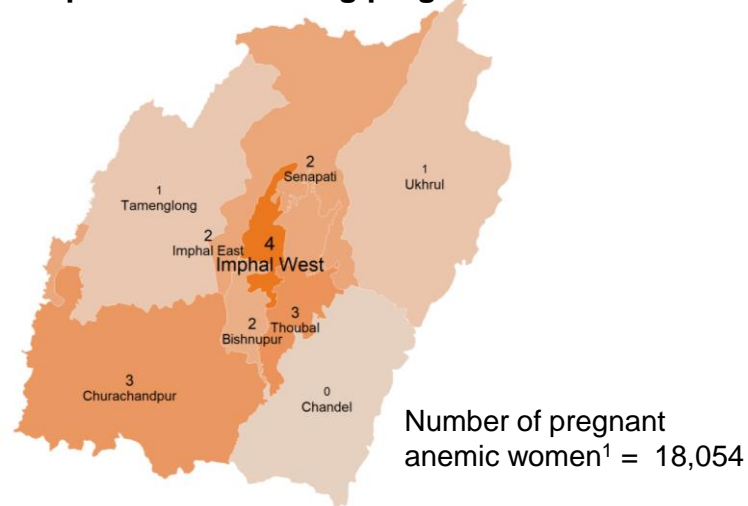 2
Senapati
1
Ukhrul
1
Tamenglong
2
Imphal East
4
Imphal West
3
Thoubal
2
Bishnupur
3
Churachandpur
0
Chandel
Number of pregnant
anemic women¹ = 18,054